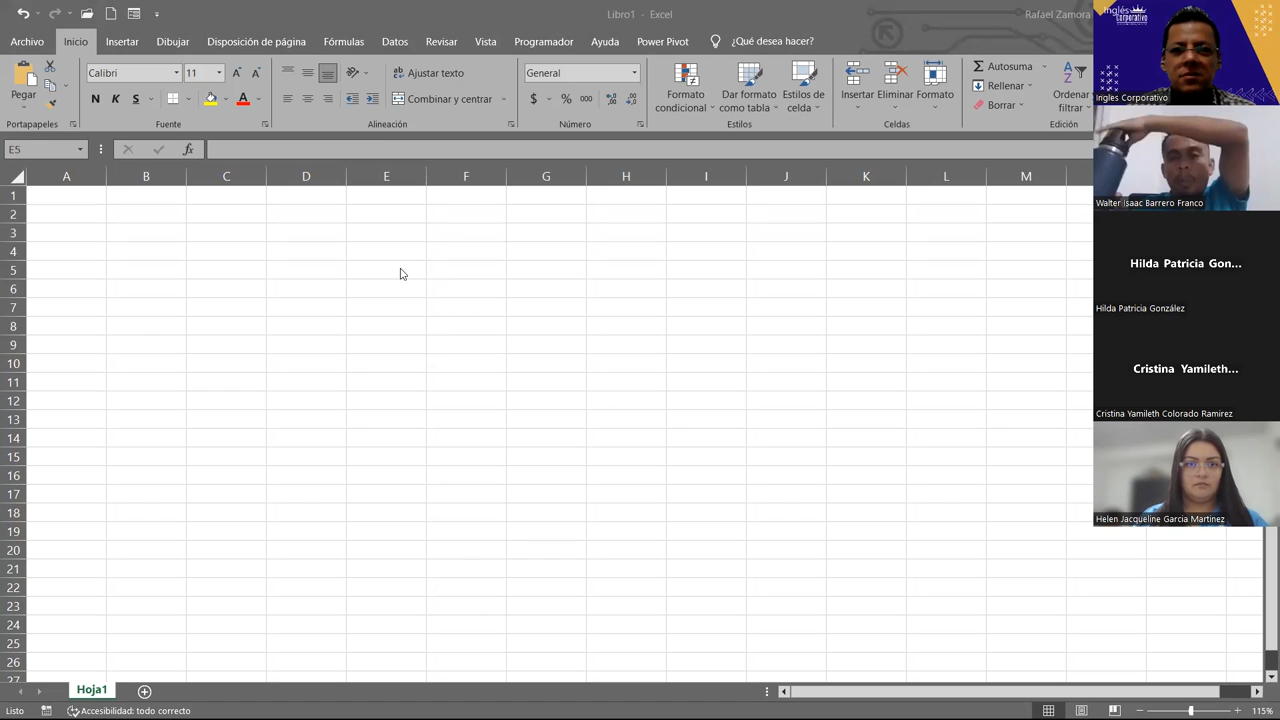 Libro1 - Excel
Rafael Zamora
Archivo Inicio Insertar Dibujar Disposición de página Fórmulas Datos Revisar Vista Programador Ayuda Power Pivot ¿Qué desea hacer?
Pegar
Portapapeles
Calibri 11
N K S
Fuente
Ajustar texto
Combinar y centrar
Alineación
General
$ % 000
Número
Formato condicional
Dar formato como tabla
Estilos de celda
Estilos
Insertar Eliminar Formato
Celdas
Autosuma
Rellenar
Borrar
Ordenar
filtrar
Edición
E5
fx
A B C D E F G H I J K L M
1
2
3
4
5
6
7
8
9
10
11
12
13
14
15
16
17
18
19
20
21
22
23
24
25
26
27
Inglés
Corporativo
Ingles Corporativo
Walter Isaac Barrero Franco
Hilda Patricia Gon...
Hilda Patricia González
Cristina Yamileth...
Cristina Yamileth Colorado Ramirez
Helen Jacqueline Garcia Martinez
Hoja1
Listo
Accesibilidad: todo correcto
115%